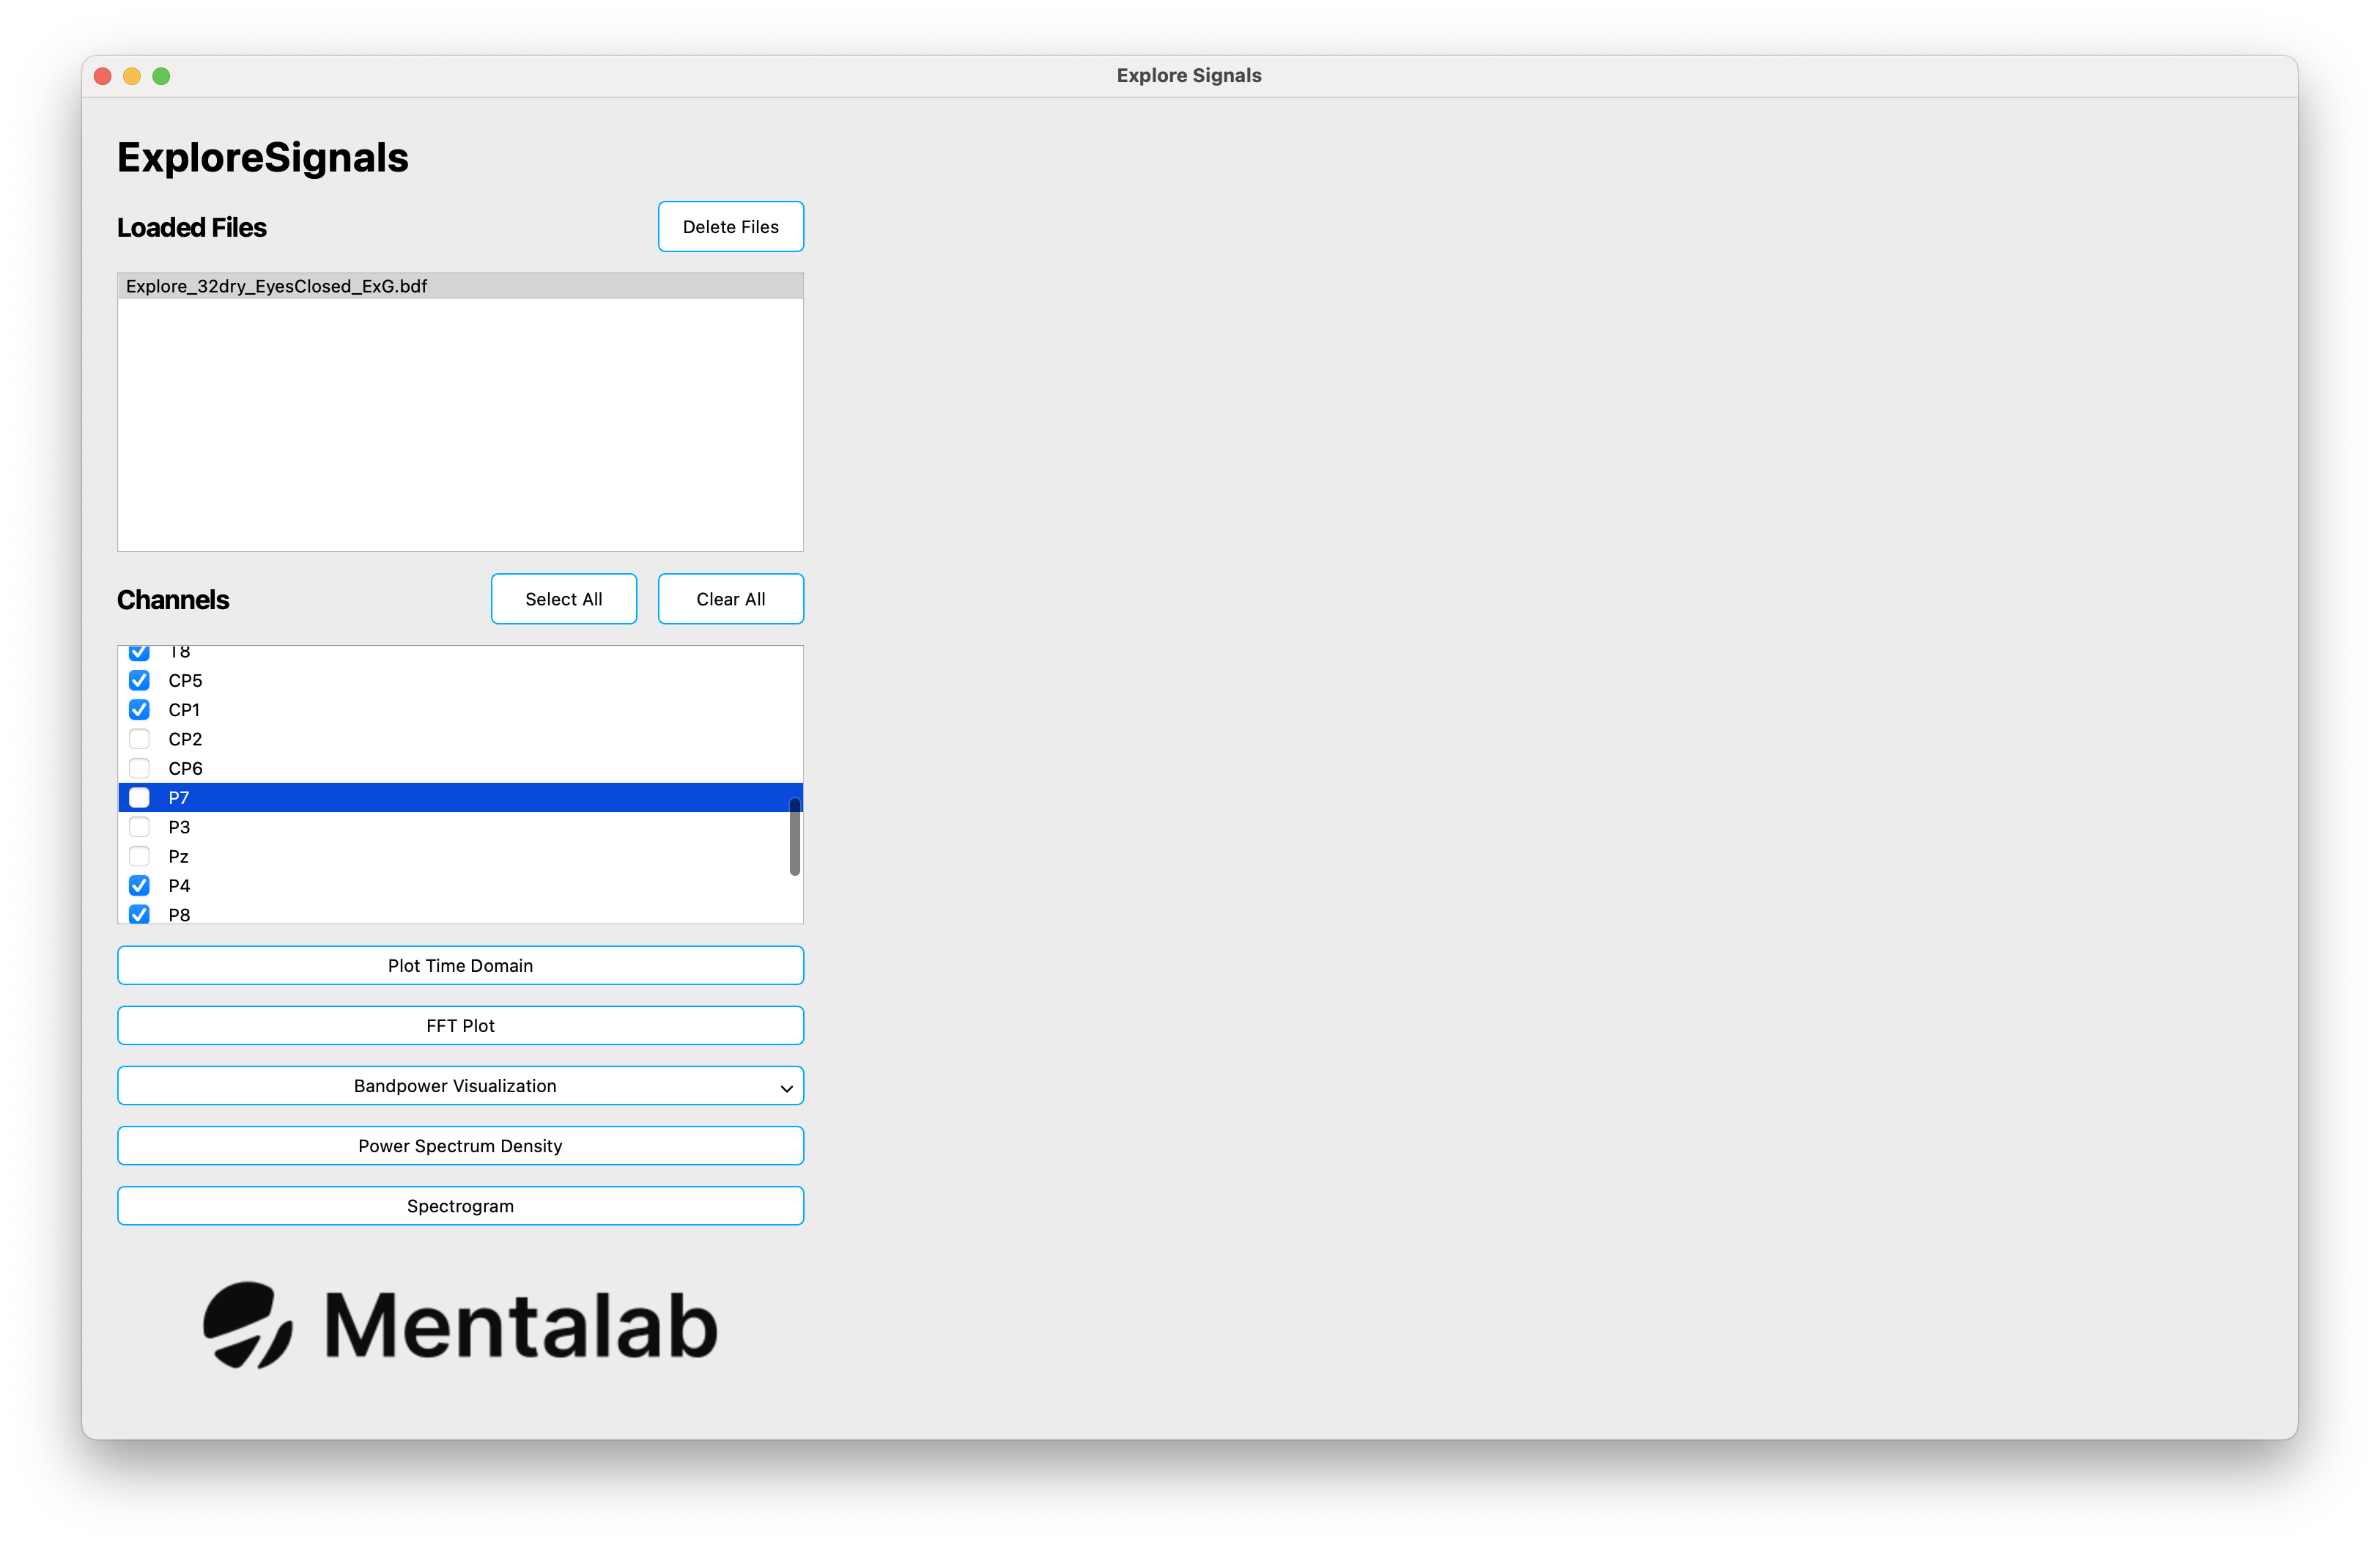 Explore Signals
ExploreSignals
Loaded Files
Delete Files
Explore_32dry_EyesClosed_ExG.bdf
Channels
Select All
Clear All
T8
CP5
CP1
CP2
CP6
P7
P3
Pz
P4
P8
Plot Time Domain
FFT Plot
Bandpower Visualization
Power Spectrum Density
Spectrogram
Mentalab